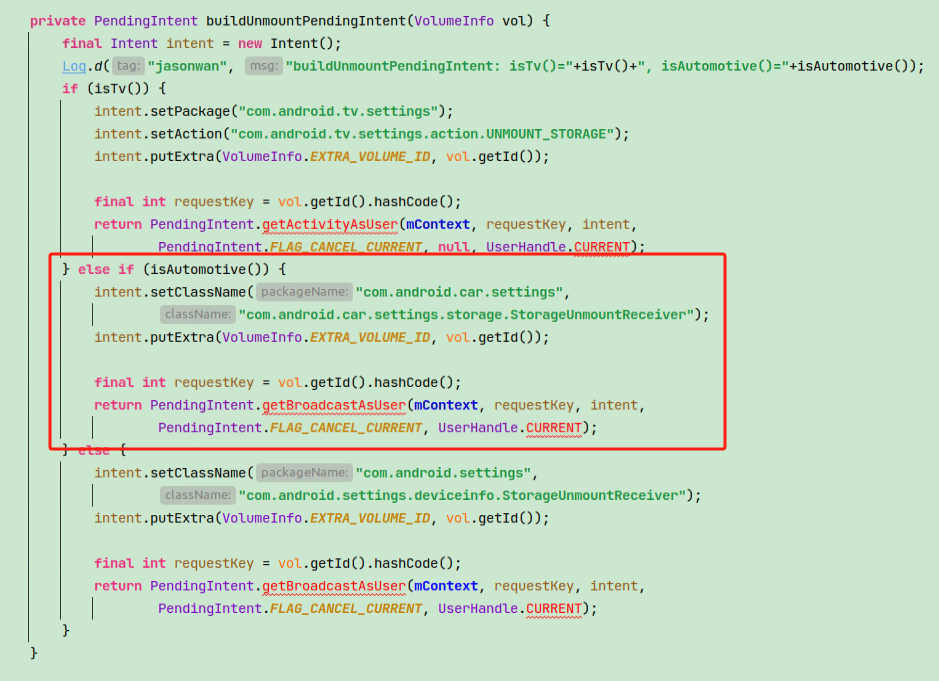 private PendingIntent buildUnmountPendingIntent(VolumeInfo vol) {
final Intent intent = new Intent();
Log.d( tag: "jasonwan", msg: "buildUnmountPendingIntent: isTv()="+isTv()+", isAutomotive()="+isAutomotive());
if (isTv()) {
intent.setPackage("com.android.tv.settings");
intent.setAction("com.android.tv.settings.action.UNMOUNT_STORAGE");
intent.putExtra(VolumeInfo.EXTRA_VOLUME_ID, vol.getId());
final int requestKey = vol.getId().hashCode();
return PendingIntent.getActivityAsUser(mContext, requestKey, intent,
PendingIntent.FLAG_CANCEL_CURRENT, null, UserHandle.CURRENT);
} else if (isAutomotive()) {
intent.setClassName( packageName: "com.android.car.settings",
className: "com.android.car.settings.storage.StorageUnmountReceiver");
intent.putExtra(VolumeInfo.EXTRA_VOLUME_ID, vol.getId());
final int requestKey = vol.getId().hashCode();
return PendingIntent.getBroadcastAsUser(mContext, requestKey, intent,
PendingIntent.FLAG_CANCEL_CURRENT, UserHandle.CURRENT);
} else {
intent.setClassName( packageName: "com.android.settings",
className: "com.android.settings.deviceinfo.StorageUnmountReceiver");
intent.putExtra(VolumeInfo.EXTRA_VOLUME_ID, vol.getId());
final int requestKey = vol.getId().hashCode();
return PendingIntent.getBroadcastAsUser(mContext, requestKey, intent,
PendingIntent.FLAG_CANCEL_CURRENT, UserHandle.CURRENT);
}
}